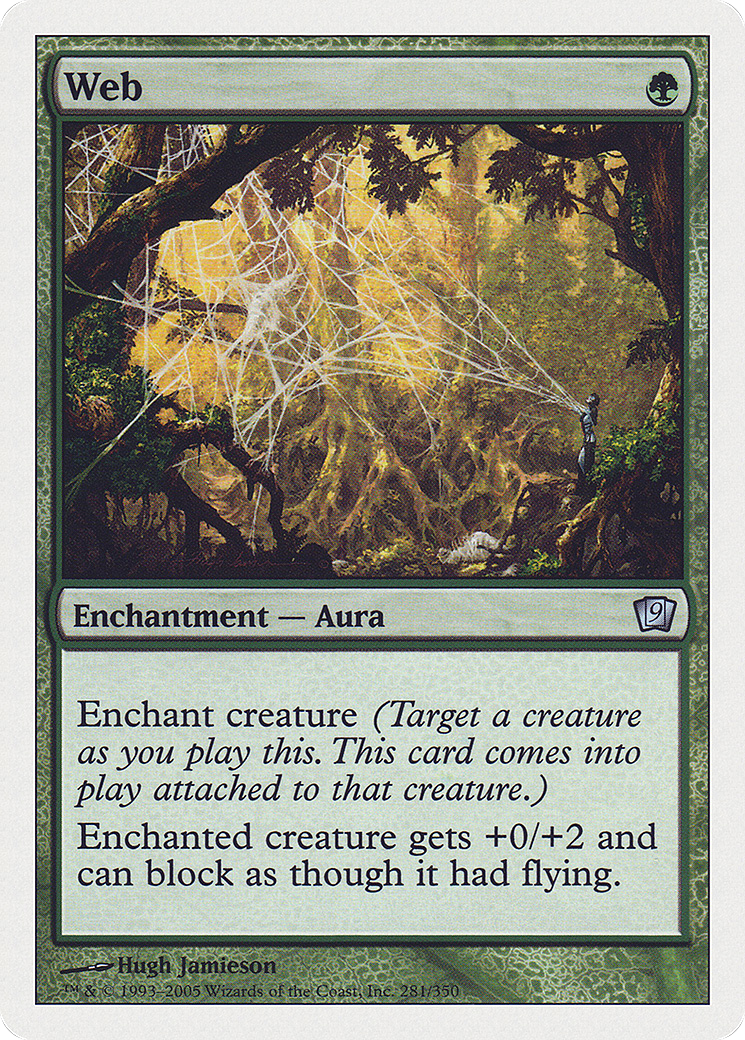 Web
Enchantment — Aura
9
Enchant creature (Target a creature
as you play this. This card comes into
play attached to that creature.)
Enchanted creature gets +0/+2 and
can block as though it had flying.
Hugh Jamieson
™ & © 1993–2005 Wizards of the Coast, Inc. 281/350